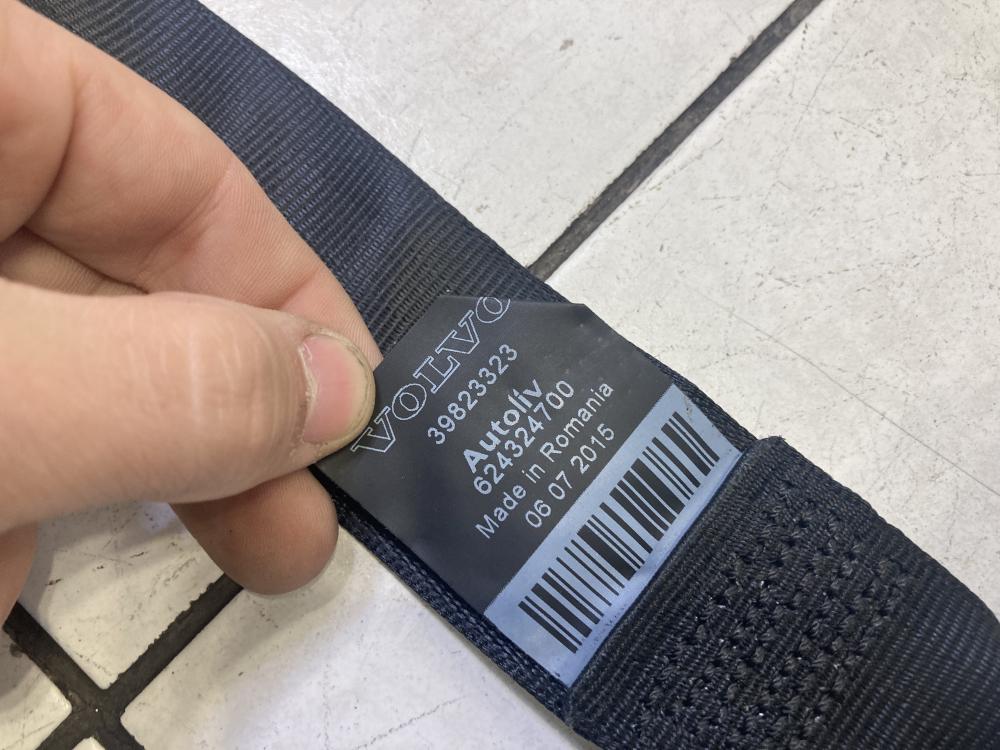 VOLVO
39823323
Autoliv
624324700
Made in Romania
06 07 2015